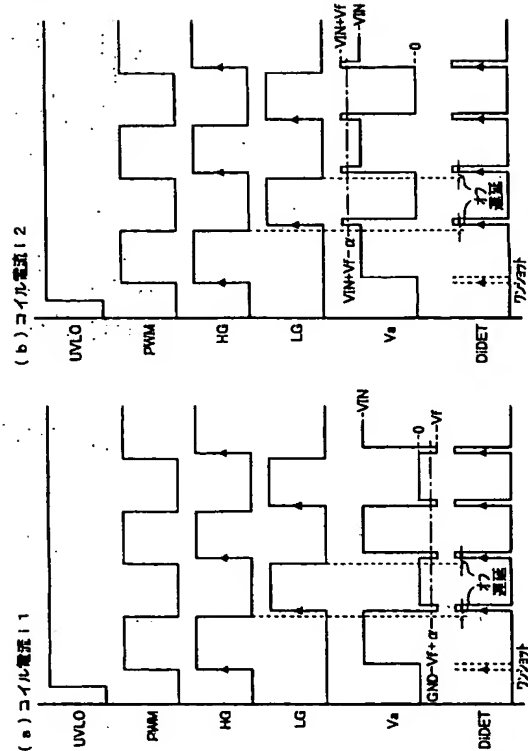 (a)コイル電流I1
UVLO
PWM
HG
LG
Va
DiDET
-VIN
-0
-Vf
GND-Vf+α
オフ
遅延
ワンショット
(b)コイル電流I2
UVLO
PWM
HG
LG
Va
DiDET
-VIN+Vf
-VIN
-0
VIN+Vf-α
オフ
遅延
ワンショット